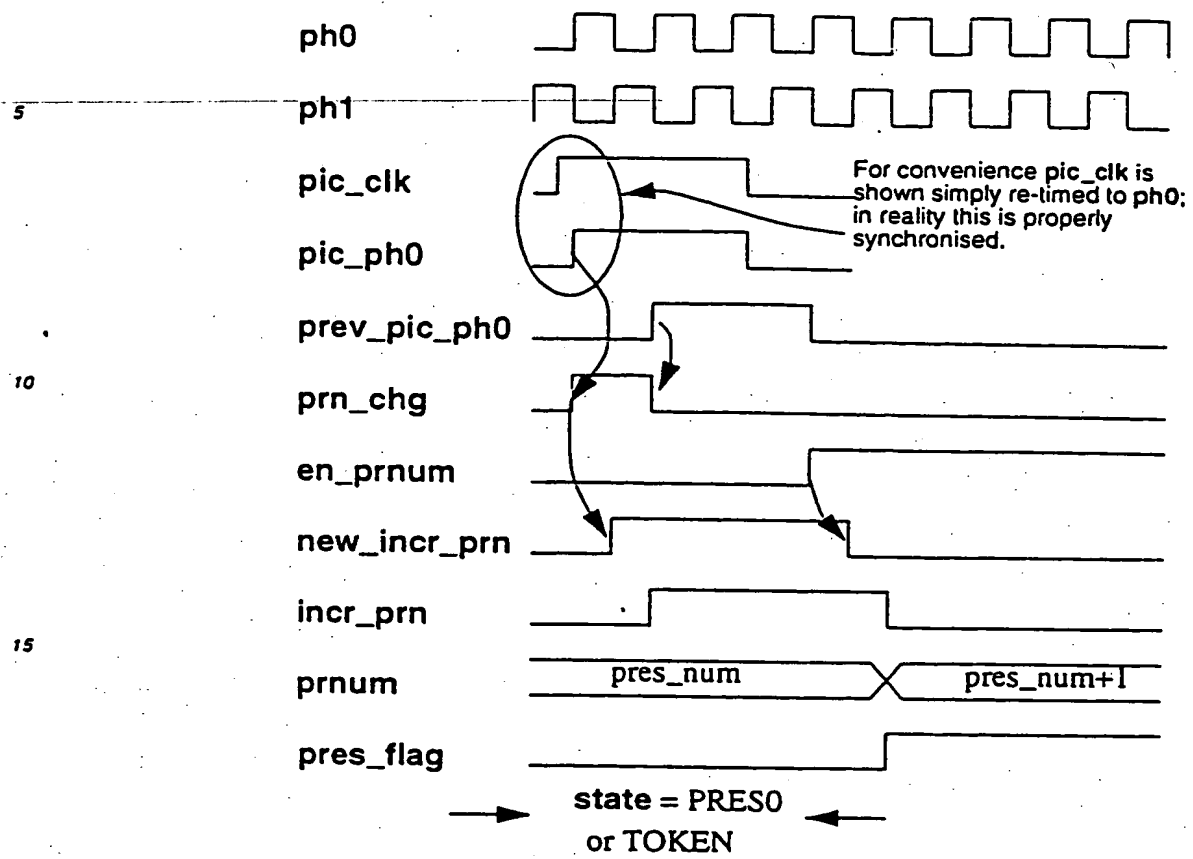 ph0
5
ph1
pic_clk
For convenience pic_clk is
shown simply re-timed to ph0;
in reality this is properly
synchronised.
pic_ph0
prev_pic_ph0
10
prn_chg
en_prnum
new_incr_prn
incr_prn
15
prnum
pres_num
pres_num+1
pres_flag
state = PRES0
or TOKEN